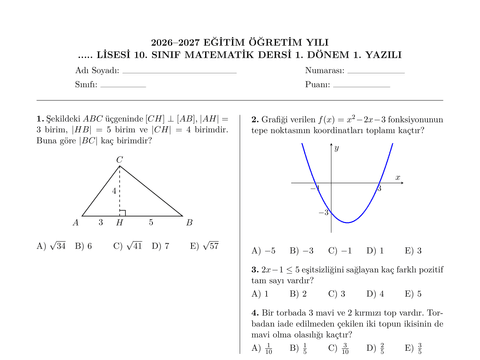 2026–2027 EĞİTİM ÖĞRETİM YILI
..... LİSESİ 10. SINIF MATEMATİK DERSİ 1. DÖNEM 1. YAZILI
Adı Soyadı:
Numarası:
Sınıfı:
Puanı:
1. Şekildeki ABC üçgeninde [CH] ⊥ [AB], |AH| =
3 birim, |HB| = 5 birim ve |CH| = 4 birimdir.
Buna göre |BC| kaç birimdir?
C
4
A 3 H 5 B
A) √34 B) 6 C) √41 D) 7 E) √57
2. Grafiği verilen f(x) = x²−2x−3 fonksiyonunun
tepe noktasının koordinatları toplamı kaçtır?
y
x
−1 3
−3
A) −5 B) −3 C) −1 D) 1 E) 3
3. 2x−1 ≤ 5 eşitsizliğini sağlayan kaç farklı pozitif
tam sayı vardır?
A) 1 B) 2 C) 3 D) 4 E) 5
4. Bir torbada 3 mavi ve 2 kırmızı top vardır. Tor-
badan iade edilmeden çekilen iki topun ikisinin de
mavi olma olasılığı kaçtır?
A) 1/10 B) 1/5 C) 3/10 D) 2/5 E) 3/5